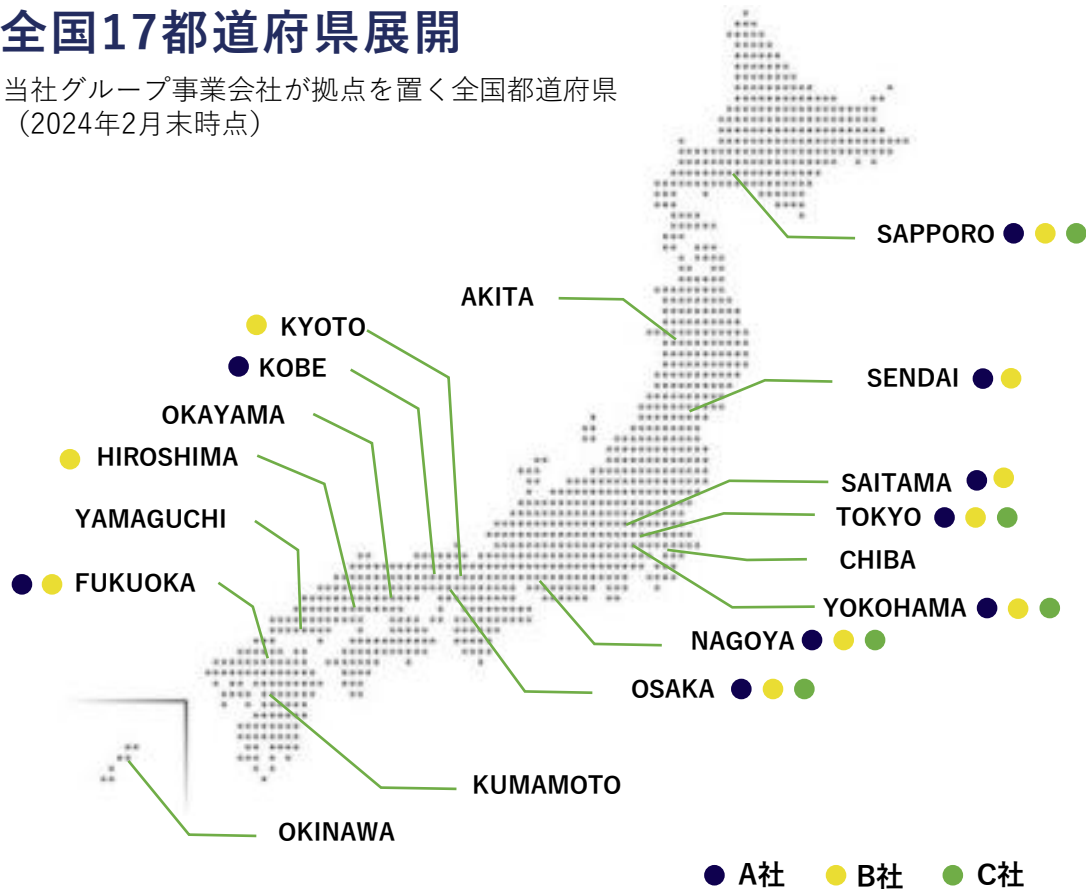 全国17都道府県展開
当社グループ事業会社が拠点を置く全国都道府県
（2024年2月末時点）
SAPPORO
AKITA
KYOTO
KOBE
SENDAI
OKAYAMA
HIROSHIMA
SAITAMA
YAMAGUCHI
TOKYO
CHIBA
FUKUOKA
YOKOHAMA
NAGOYA
OSAKA
KUMAMOTO
OKINAWA
A社 B社 C社